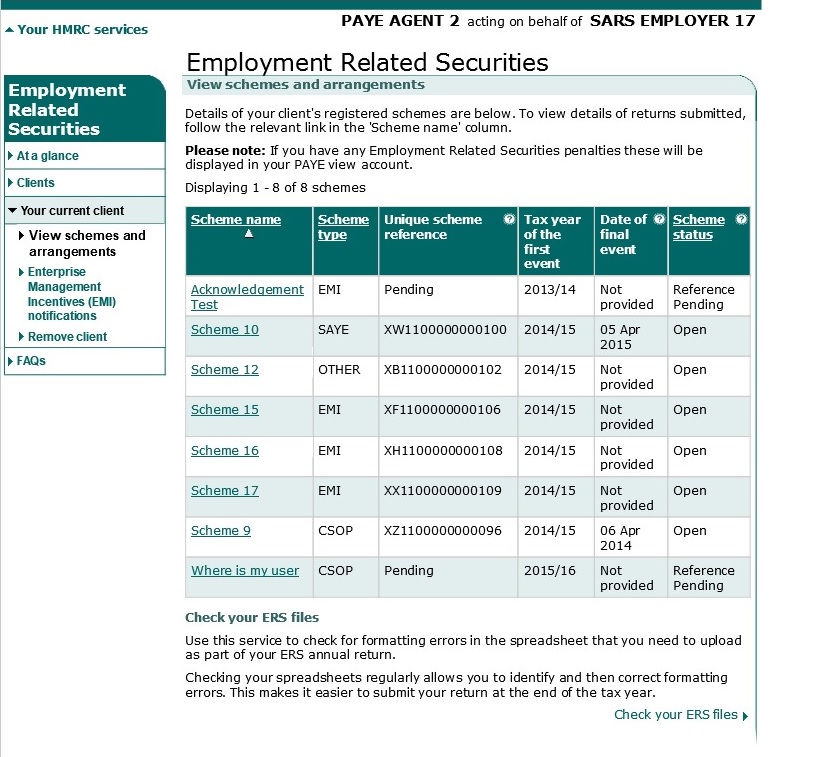 PAYE AGENT 2 acting on behalf of SARS EMPLOYER 17
Your HMRC services
Employment Related Securities
View schemes and arrangements
Employment
Related
Securities
At a glance
Clients
Your current client
View schemes and
arrangements
Enterprise
Management
Incentives (EMI)
notifications
Remove client
FAQs
Details of your client's registered schemes are below. To view details of returns submitted,
follow the relevant link in the 'Scheme name' column.
Please note: If you have any Employment Related Securities penalties these will be
displayed in your PAYE view account.
Displaying 1 - 8 of 8 schemes
Scheme name Scheme type Unique scheme reference ? Tax year of the first event Date of final event ? Scheme status ?
Acknowledgement Test EMI Pending 2013/14 Not provided Reference Pending
Scheme 10 SAYE XW1100000000100 2014/15 05 Apr 2015 Open
Scheme 12 OTHER XB1100000000102 2014/15 Not provided Open
Scheme 15 EMI XF1100000000106 2014/15 Not provided Open
Scheme 16 EMI XH1100000000108 2014/15 Not provided Open
Scheme 17 EMI XX1100000000109 2014/15 Not provided Open
Scheme 9 CSOP XZ1100000000096 2014/15 06 Apr 2014 Open
Where is my user CSOP Pending 2015/16 Not provided Reference Pending
Check your ERS files
Use this service to check for formatting errors in the spreadsheet that you need to upload
as part of your ERS annual return.
Checking your spreadsheets regularly allows you to identify and then correct formatting
errors. This makes it easier to submit your return at the end of the tax year.
Check your ERS files